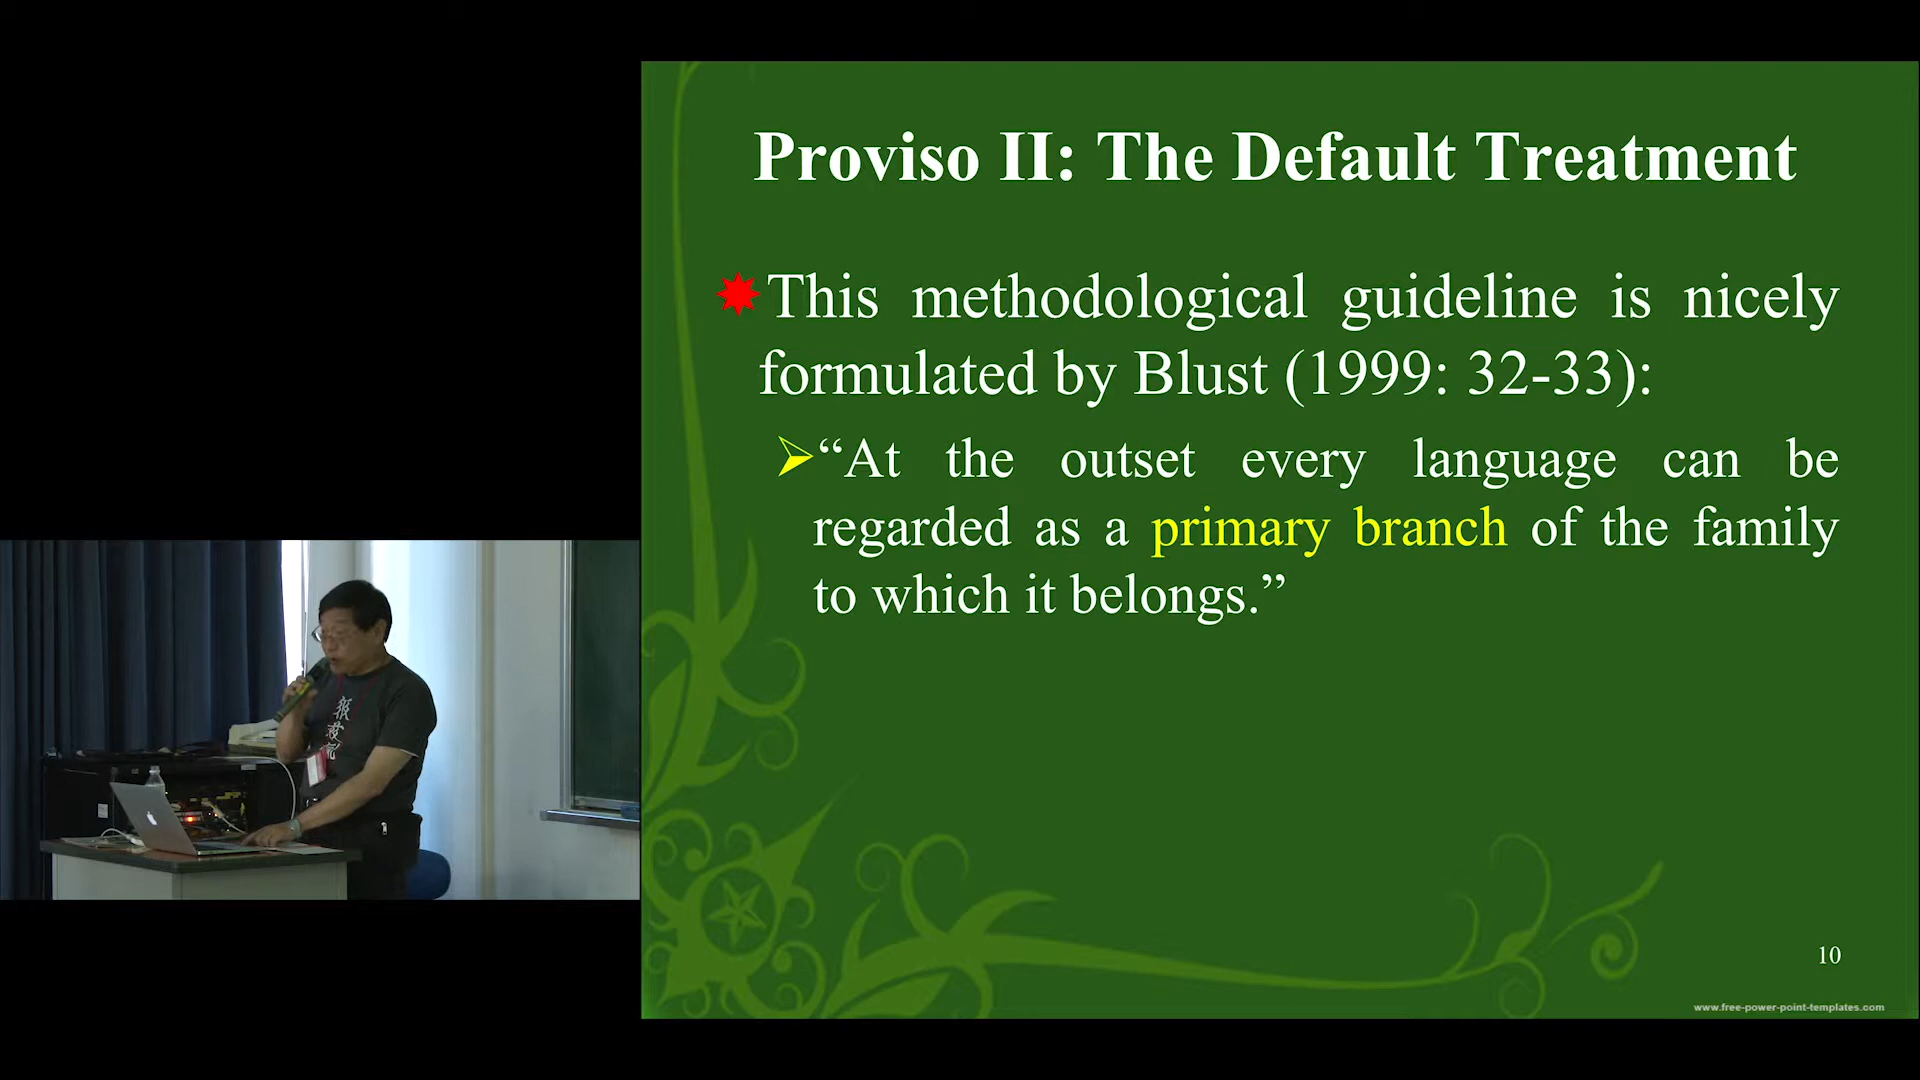 Proviso II: The Default Treatment
This methodological guideline is nicely
formulated by Blust (1999: 32-33):
“At the outset every language can be
regarded as a primary branch of the family
to which it belongs.”
10
www.free-power-point-templates.com